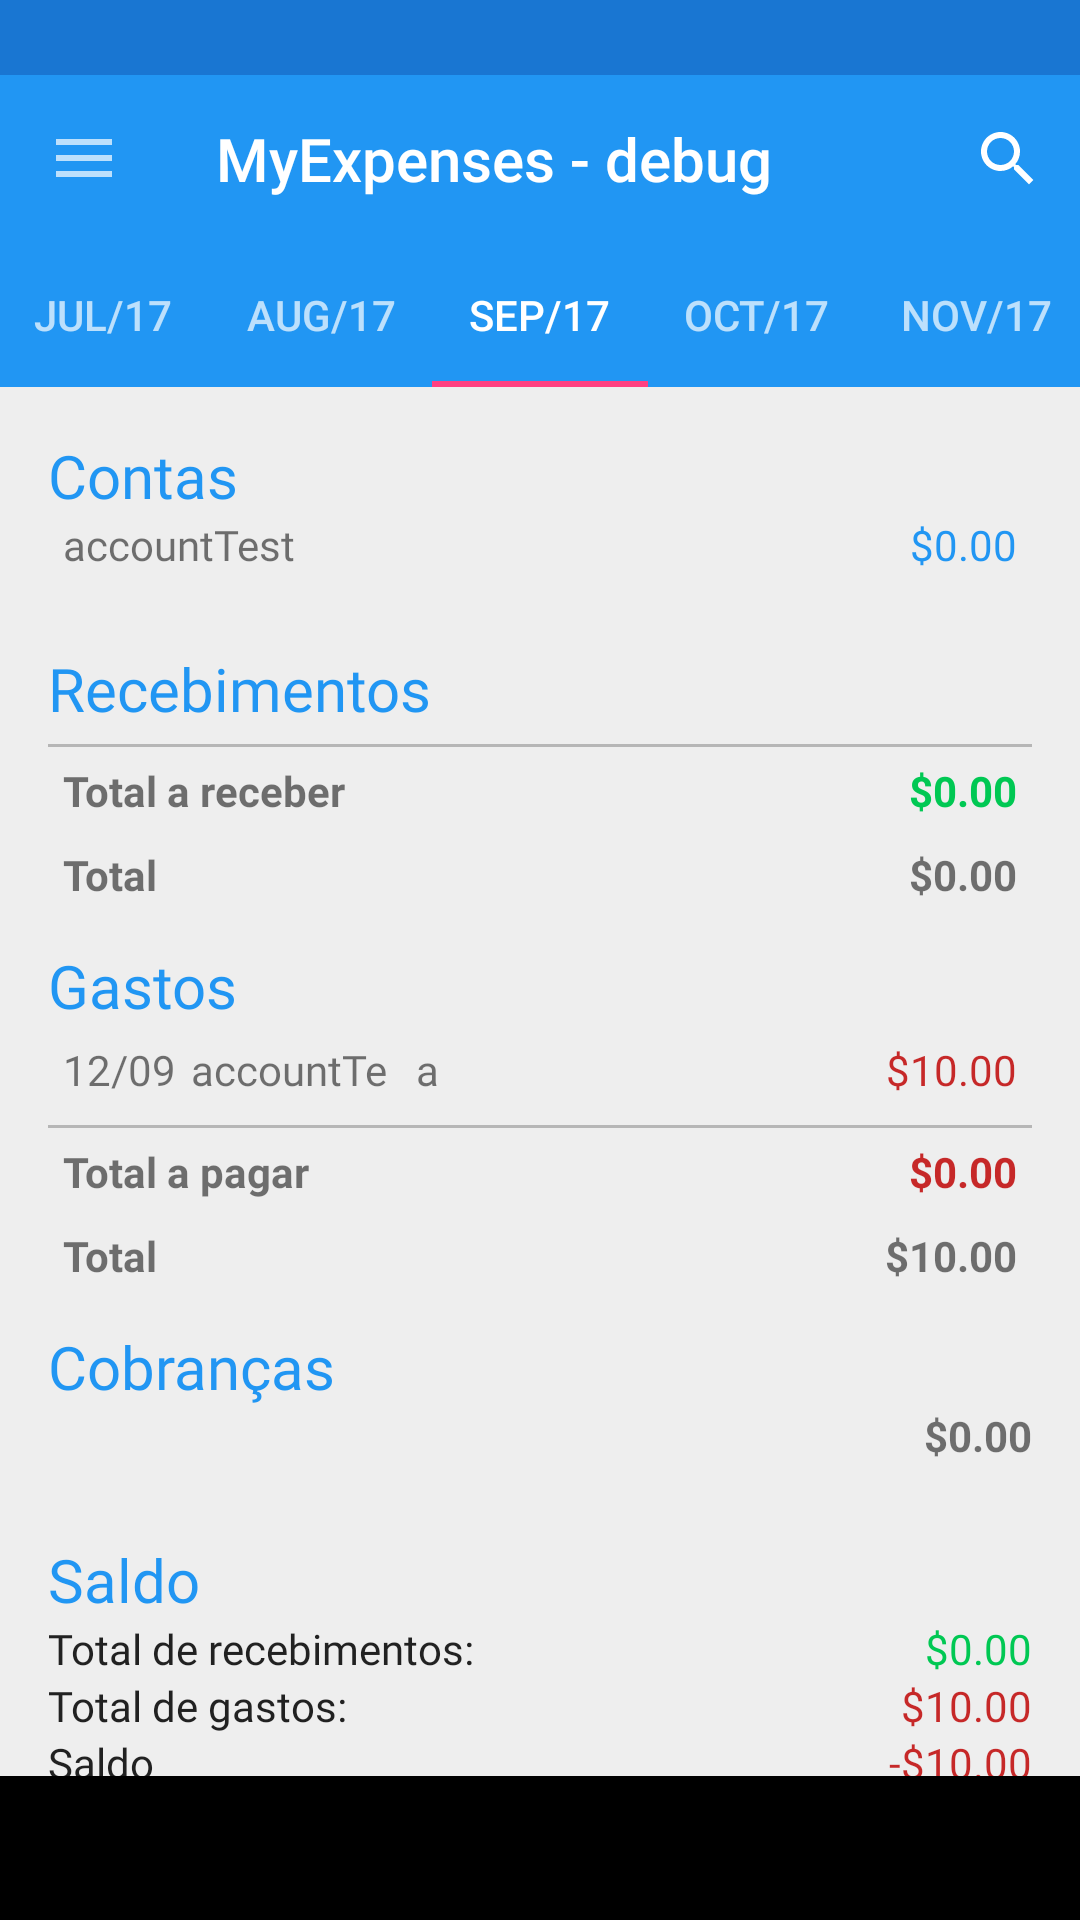 MyExpenses - debug
JUL/17 AUG/17 SEP/17 OCT/17 NOV/17
Contas
accountTest $0.00
Recebimentos
Total a receber $0.00
Total $0.00
Gastos
12/09 accountTe a $10.00
Total a pagar $0.00
Total $10.00
Cobranças
$0.00
Saldo
Total de recebimentos: $0.00
Total de gastos: $10.00
Saldo -$10.00